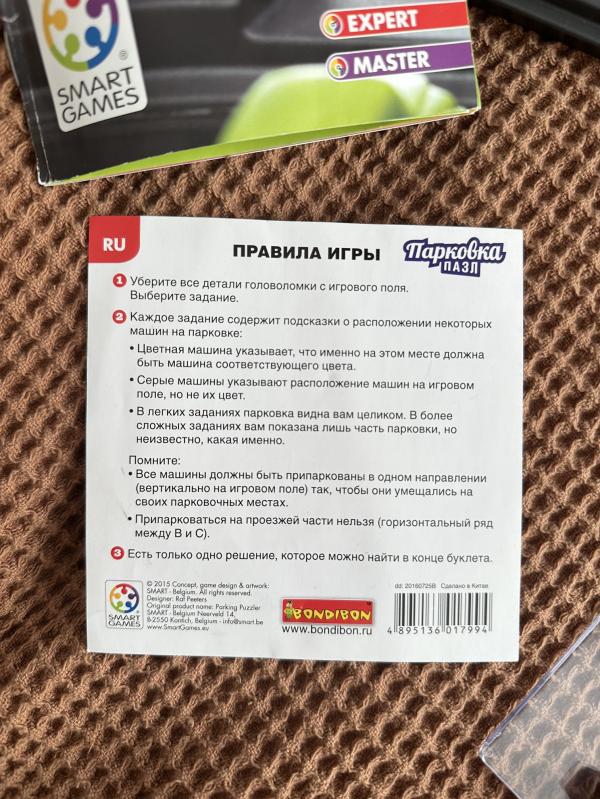 EXPERT
MASTER
SMART
GAMES
RU
ПРАВИЛА ИГРЫ
Парковка
ПАЗЛ
1 Уберите все детали головоломки с игрового поля.
Выберите задание.
2 Каждое задание содержит подсказки о расположении некоторых
машин на парковке:
• Цветная машина указывает, что именно на этом месте должна
быть машина соответствующего цвета.
• Серые машины указывают расположение машин на игровом
поле, но не их цвет.
• В легких заданиях парковка видна вам целиком. В более
сложных заданиях вам показана лишь часть парковки, но
неизвестно, какая именно.
Помните:
• Все машины должны быть припаркованы в одном направлении
(вертикально на игровом поле) так, чтобы они умещались на
своих парковочных местах.
• Припарковаться на проезжей части нельзя (горизонтальный ряд
между B и C).
3 Есть только одно решение, которое можно найти в конце буклета.
SMART
GAMES
© 2015 Concept, game design & artwork:
SMART - Belgium. All rights reserved.
Designer: Raf Peeters
Original product name: Parking Puzzler
SMART - Belgium Neerveld 14,
B-2550 Kontich, Belgium - info@smart.be
www.SmartGames.eu
BONDIBON
www.bondibon.ru
dd: 20160725B Сделано в Китае
4 895136 017994